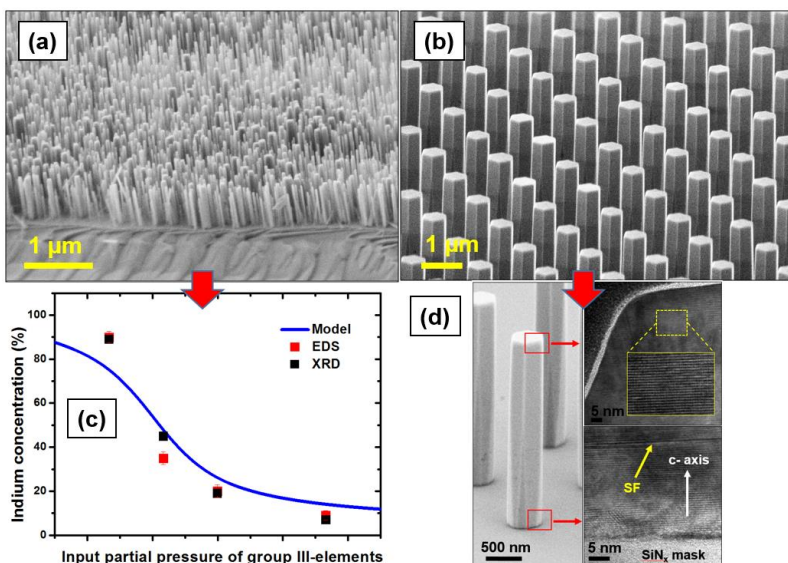 (a)
1 µm
(b)
1 µm
Indium concentration (%)
100
80
60
40
20
0
Model
EDS
XRD
(c)
Input partial pressure of group III-elements
(d)
500 nm
5 nm
SF
c- axis
5 nm
SiNx mask